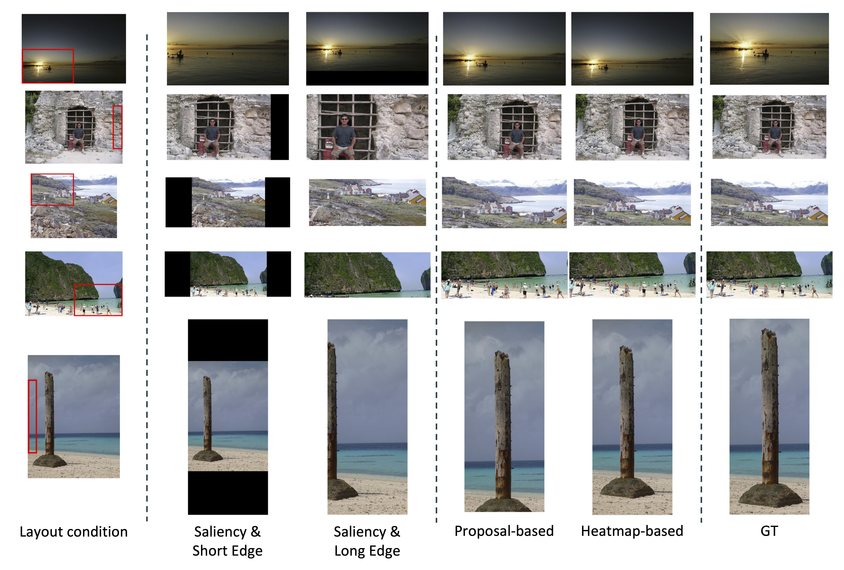 Layout condition
Saliency &
Short Edge
Saliency &
Long Edge
Proposal-based
Heatmap-based
GT